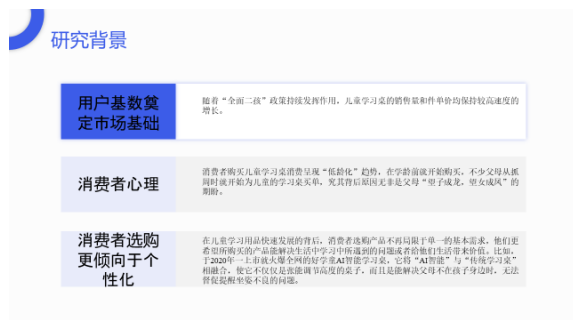 研究背景
用户基数奠
定市场基础
随着“全面二孩”政策持续发挥作用，儿童学习桌的销售量和件单价均保持较高速度的
增长。
消费者心理
消费者购买儿童学习桌消费呈现“低龄化”趋势，在学龄前就开始购买，不少父母从抓
周时就开始为儿童的学习桌买单，究其背后原因无非是父母“望子成龙，望女成凤”的
期盼。
消费者选购
更倾向于个
性化
在儿童学习用品快速发展的背后，消费者选购产品不再局限于单一的基本需求，他们更
希望所购买的产品能解决生活中学习中所遇到的问题或者给他们生活带来价值。比如，
于2020年一上市就火爆全网的好学童AI智能学习桌，它将“AI智能”与“传统学习桌”
相融合，使它不仅仅是张能调节高度的桌子，而且是能解决父母不在孩子身边时，无法
督促提醒坐姿不良的问题。